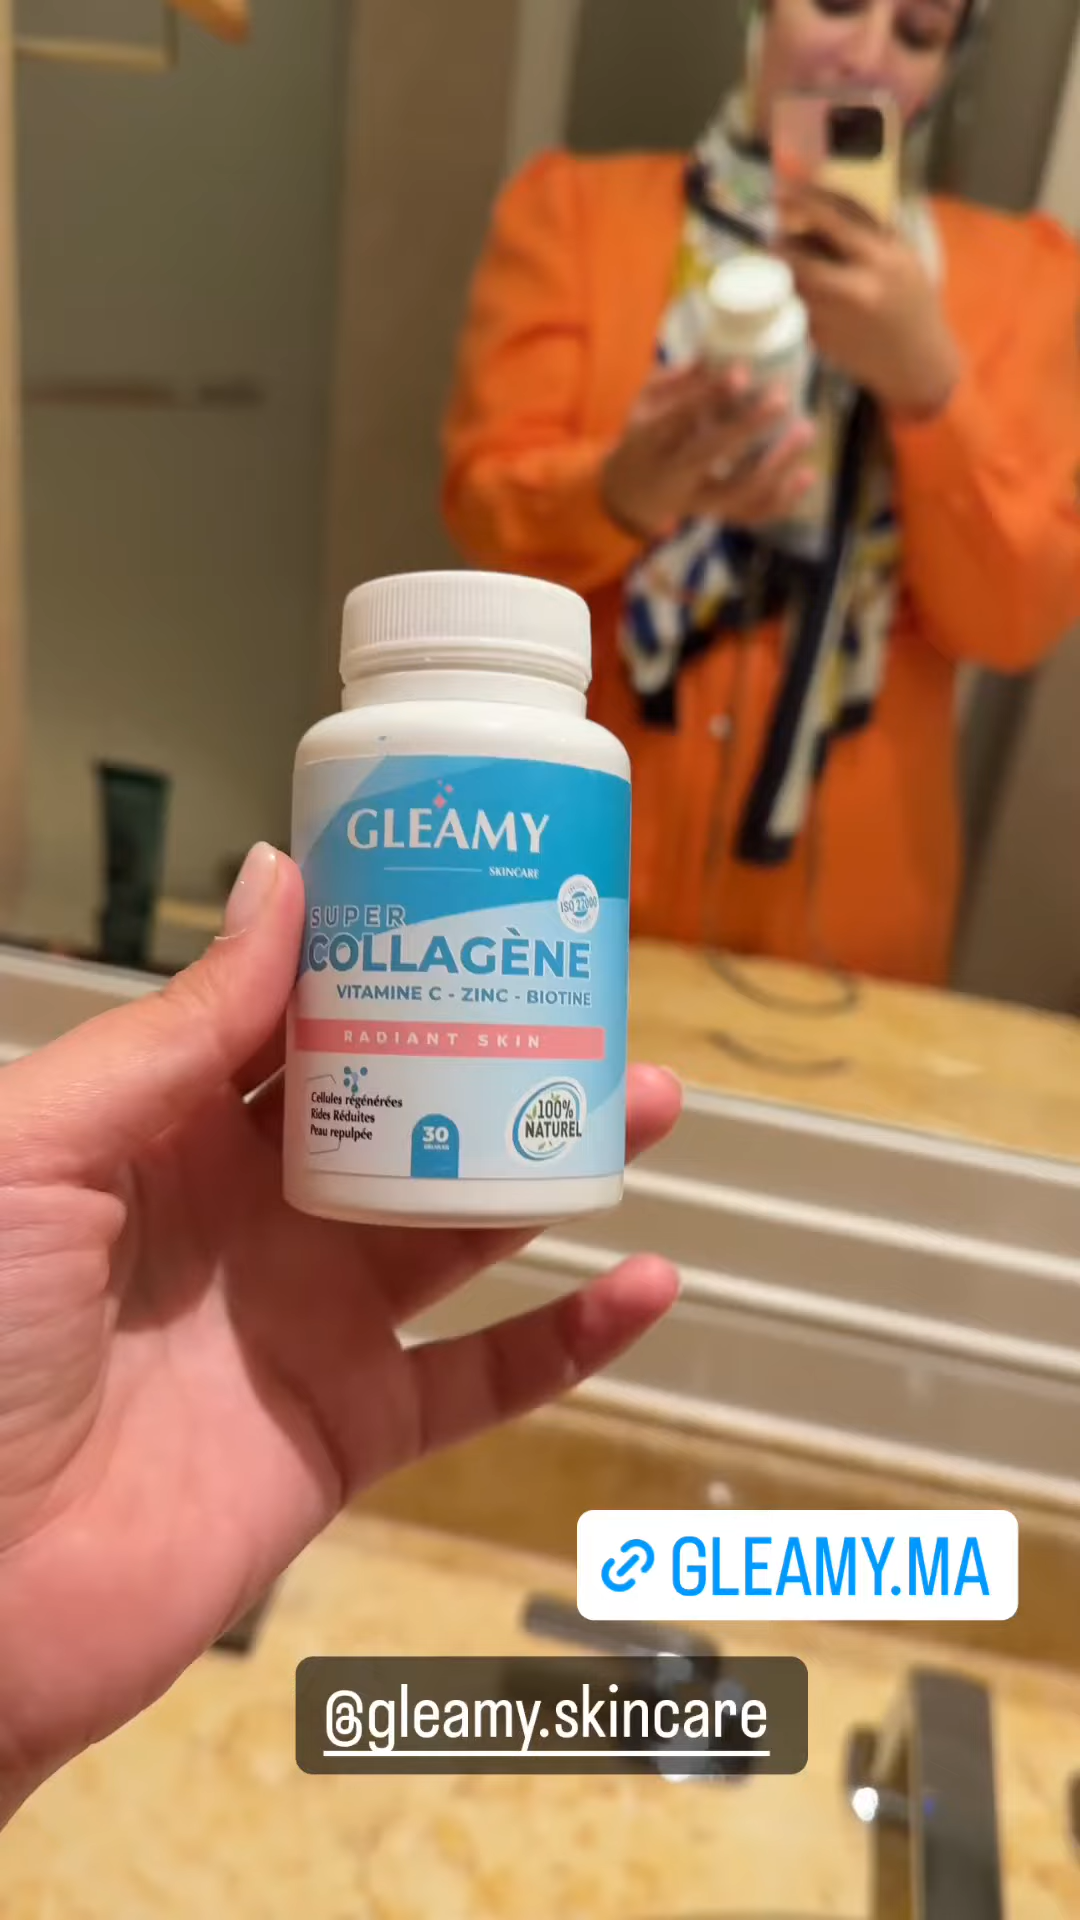 GLEAMY
SKINCARE
ISO 22000
SUPER
COLLAGÈNE
VITAMINE C - ZINC - BIOTINE
RADIANT SKIN
Cellules régénérées
Rides Réduites
Peau repulpée
30
100%
NATUREL
GLEAMY.MA
@gleamy.skincare